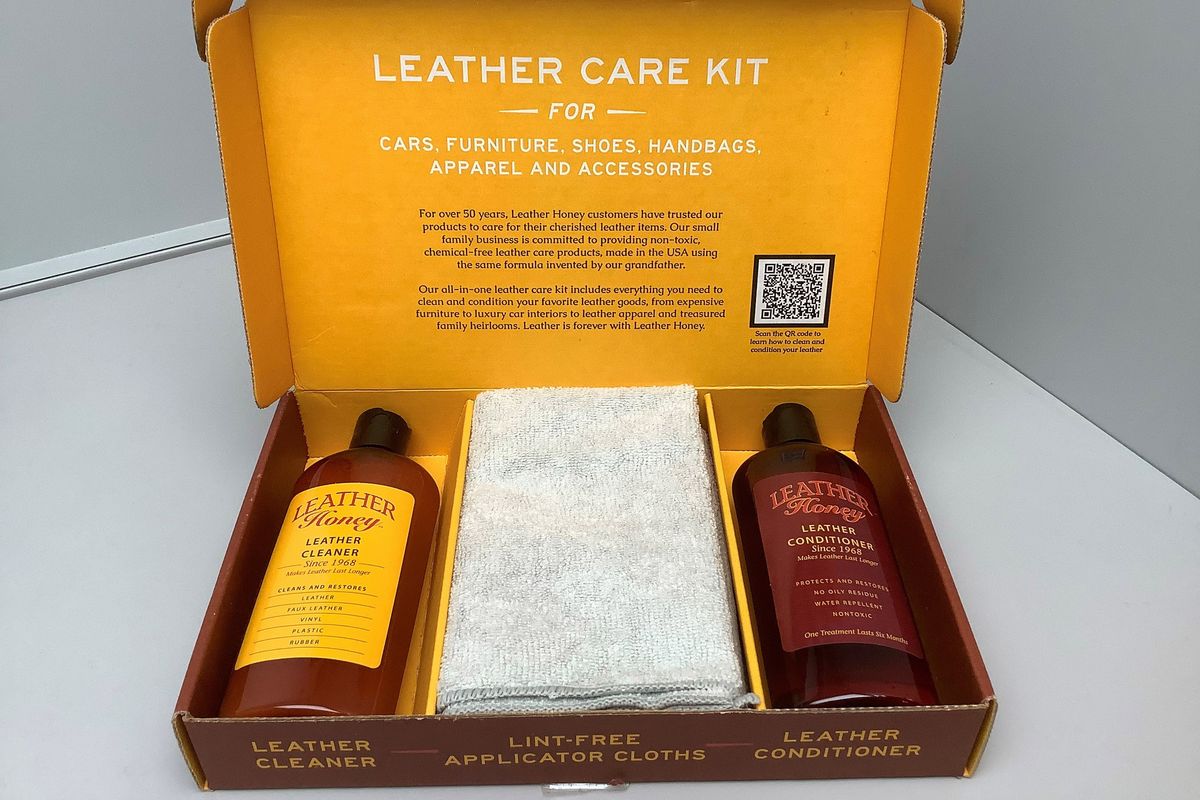 LEATHER CARE KIT
FOR
CARS, FURNITURE, SHOES, HANDBAGS,
APPAREL AND ACCESSORIES
For over 50 years, Leather Honey customers have trusted our
products to care for their cherished leather items. Our small
family business is committed to providing non-toxic,
chemical-free leather care products, made in the USA using
the same formula invented by our grandfather.
Our all-in-one leather care kit includes everything you need to
clean and condition your favorite leather goods, from expensive
furniture to luxury car interiors to leather apparel and treasured
family heirlooms. Leather is forever with Leather Honey.
Scan the QR code to
learn how to clean and
condition your leather
LEATHER
Honey
LEATHER
CLEANER
Since 1968
Makes Leather Last Longer
CLEANS AND RESTORES
LEATHER
FAUX LEATHER
VINYL
PLASTIC
RUBBER
LEATHER
Honey
LEATHER
CONDITIONER
Since 1968
Makes Leather Last Longer
PROTECTS AND RESTORES
NO OILY RESIDUE
WATER REPELLENT
NONTOXIC
One Treatment Lasts Six Months
LEATHER
CLEANER
LINT-FREE
APPLICATOR CLOTHS
LEATHER
CONDITIONER